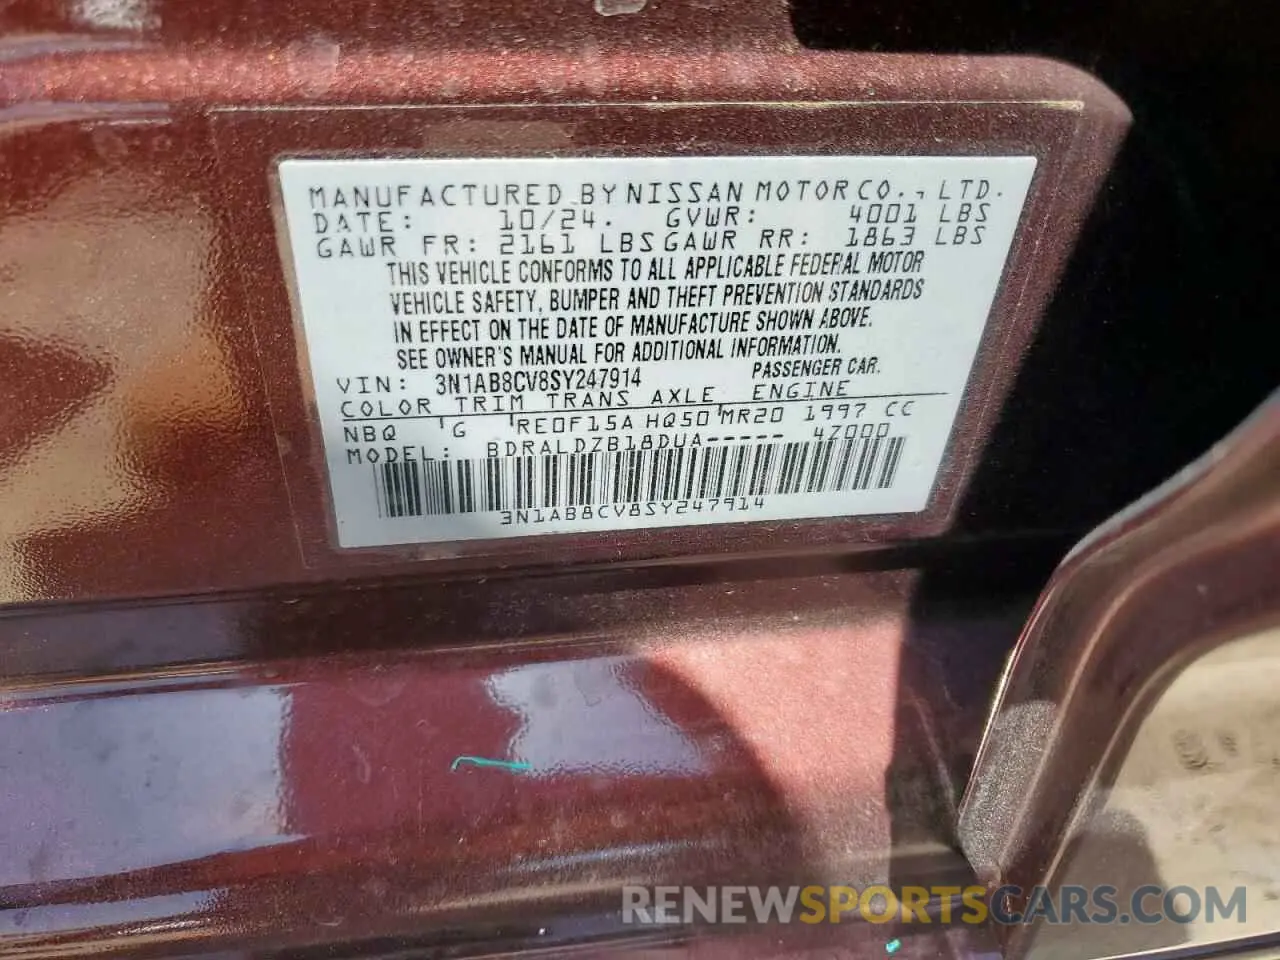 MANUFACTURED BY NISSAN MOTOR CO., LTD.
DATE: 10/24. GVWR: 4001 LBS
GAWR FR: 2161 LBS GAWR RR: 1863 LBS
THIS VEHICLE CONFORMS TO ALL APPLICABLE FEDERAL MOTOR
VEHICLE SAFETY, BUMPER AND THEFT PREVENTION STANDARDS
IN EFFECT ON THE DATE OF MANUFACTURE SHOWN ABOVE.
SEE OWNER'S MANUAL FOR ADDITIONAL INFORMATION.
VIN: 3N1AB8CV8SY247914 PASSENGER CAR.
COLOR TRIM TRANS AXLE ENGINE
NBQ G RE0F15A HQ50 MR20 1997 CC
MODEL: BDRALDZB18DUA----- 47000
3N1AB8CV8SY247914
RENEWSPORTSCARS.COM